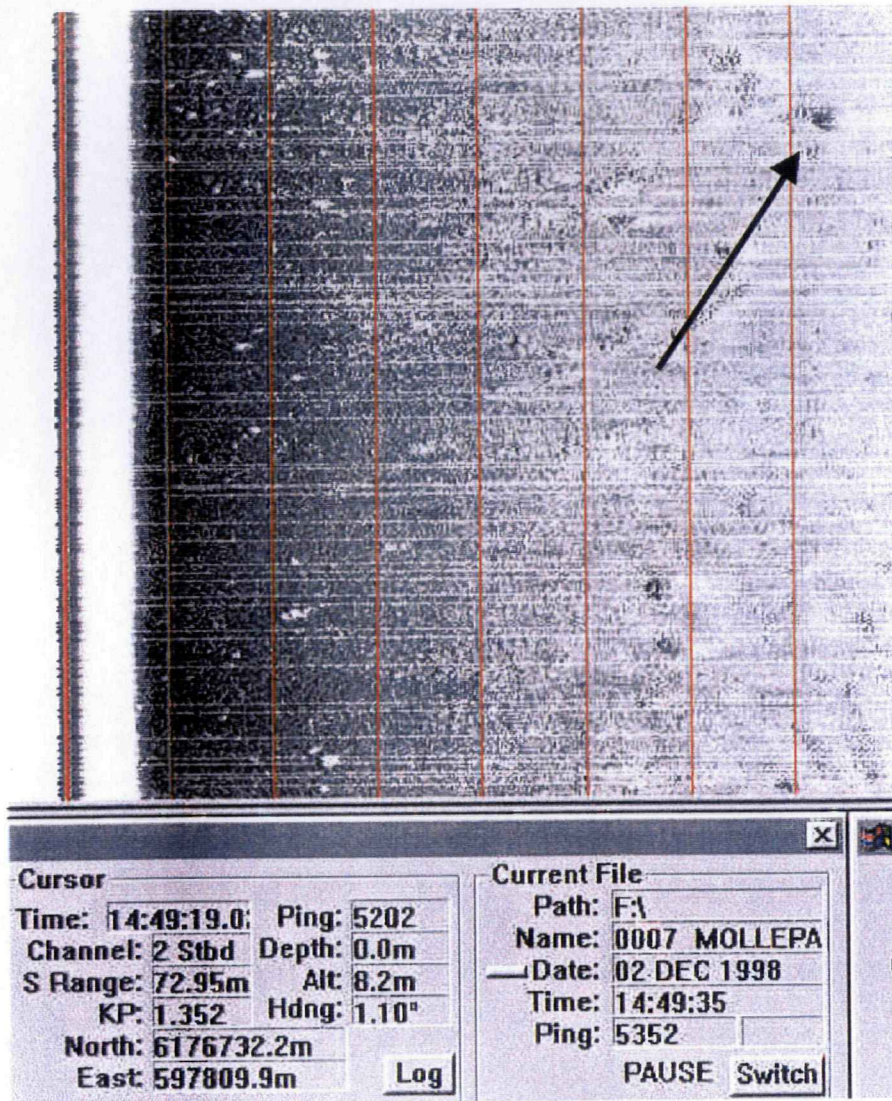 Cursor
Time: 14:49:19.0
Ping: 5202
Channel: 2 Stbd
Depth: 0.0m
S Range: 72.95m
Alt: 8.2m
KP: 1.352
Hdng: 1.10°
North: 6176732.2m
East: 597809.9m
Log
Current File
Path: F:\
Name: 0007 MOLLEPA
Date: 02 DEC 1998
Time: 14:49:35
Ping: 5352
PAUSE Switch